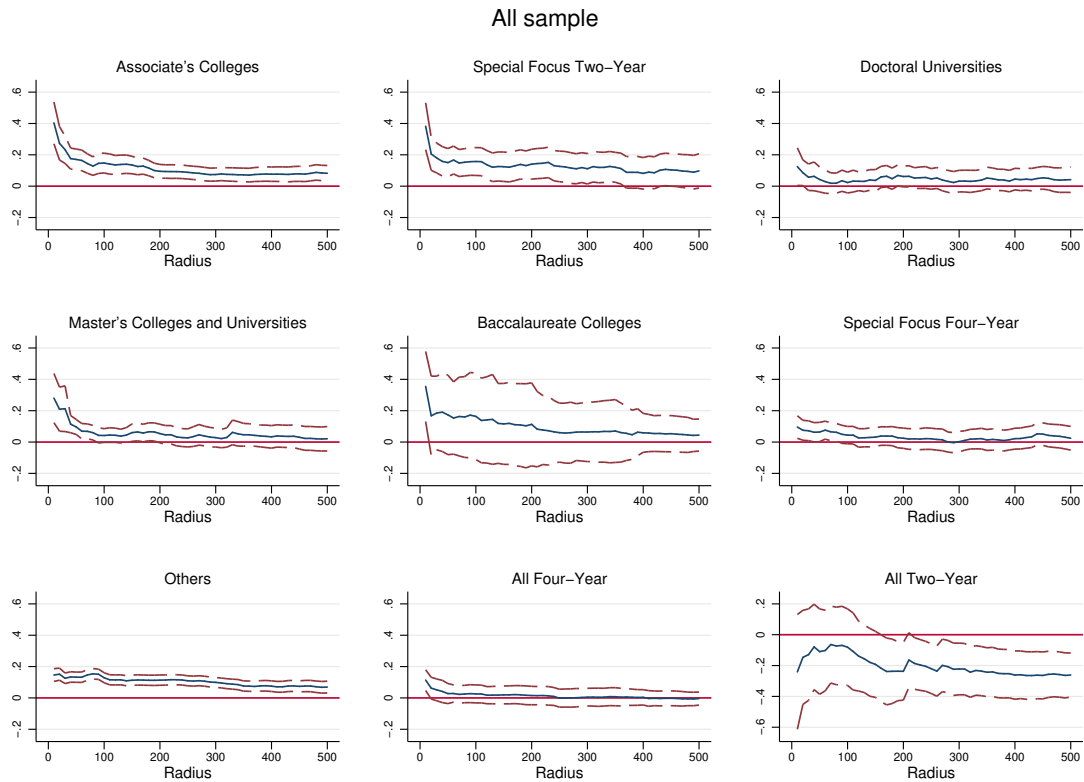 All sample
Associate's Colleges
.6
.4
.2
0
-.2
0 100 200 300 400 500
Radius
Special Focus Two−Year
.6
.4
.2
0
-.2
0 100 200 300 400 500
Radius
Doctoral Universities
.6
.4
.2
0
-.2
0 100 200 300 400 500
Radius
Master's Colleges and Universities
.6
.4
.2
0
-.2
0 100 200 300 400 500
Radius
Baccalaureate Colleges
.6
.4
.2
0
-.2
0 100 200 300 400 500
Radius
Special Focus Four−Year
.6
.4
.2
0
-.2
0 100 200 300 400 500
Radius
Others
.6
.4
.2
0
-.2
0 100 200 300 400 500
Radius
All Four−Year
.6
.4
.2
0
-.2
0 100 200 300 400 500
Radius
All Two−Year
.2
0
-.2
-.4
-.6
0 100 200 300 400 500
Radius